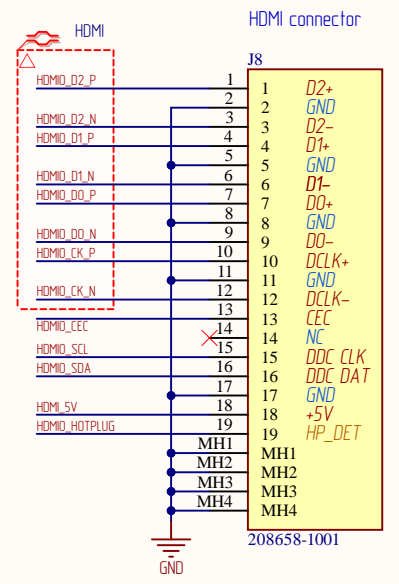 HDMI connector
HDMI
J8
HDMI0_D2_P 1 1 D2+
2 2 GND
HDMI0_D2_N 3 3 D2-
HDMI0_D1_P 4 4 D1+
5 5 GND
HDMI0_D1_N 6 6 D1-
HDMI0_D0_P 7 7 D0+
8 8 GND
HDMI0_D0_N 9 9 D0-
HDMI0_CK_P 10 10 DCLK+
11 11 GND
HDMI0_CK_N 12 12 DCLK-
HDMI0_CEC 13 13 CEC
14 14 NC
HDMI0_SCL 15 15 DDC CLK
HDMI0_SDA 16 16 DDC DAT
17 17 GND
HDMI_5V 18 18 +5V
HDMI0_HOTPLUG 19 19 HP_DET
MH1 MH1
MH2 MH2
MH3 MH3
MH4 MH4
208658-1001
GND